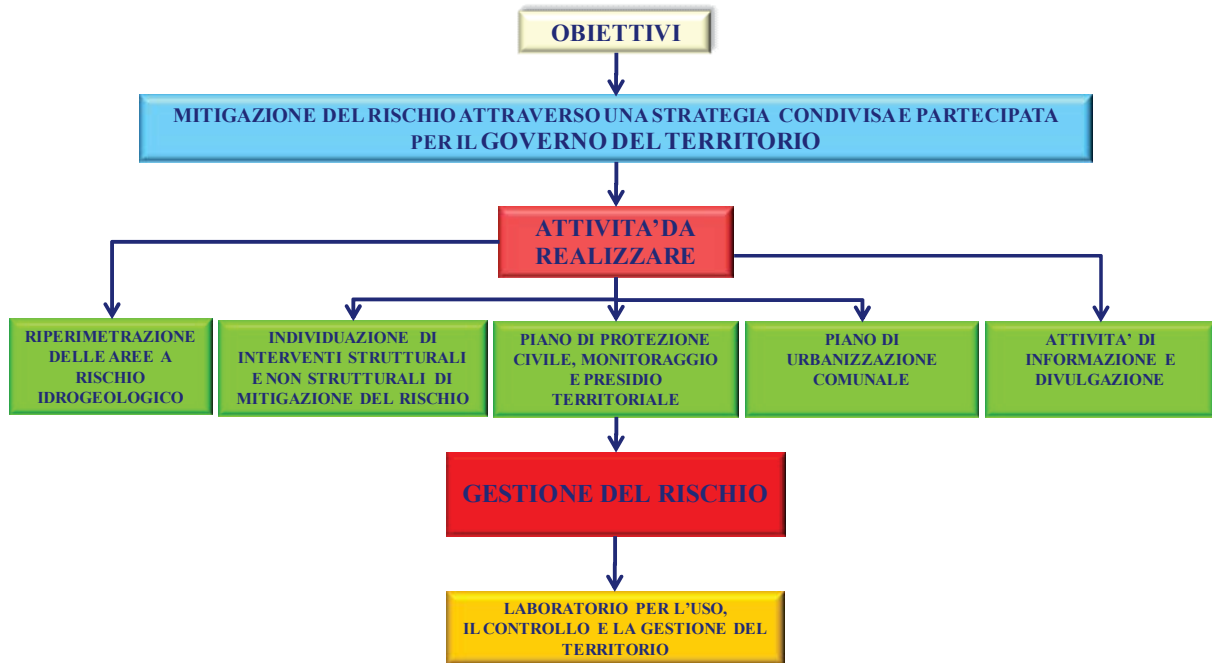 OBIETTIVI
MITIGAZIONE DEL RISCHIO ATTRAVERSO UNA STRATEGIA CONDIVISA E PARTECIPATA
PER IL GOVERNO DEL TERRITORIO
ATTIVITA' DA
REALIZZARE
RIPERIMETRAZIONE
DELLE AREE A
RISCHIO
IDROGEOLOGICO
INDIVIDUAZIONE DI
INTERVENTI STRUTTURALI
E NON STRUTTURALI DI
MITIGAZIONE DEL RISCHIO
PIANO DI PROTEZIONE
CIVILE, MONITORAGGIO
E PRESIDIO
TERRITORIALE
PIANO DI
URBANIZZAZIONE
COMUNALE
ATTIVITA' DI
INFORMAZIONE E
DIVULGAZIONE
GESTIONE DEL RISCHIO
LABORATORIO PER L'USO,
IL CONTROLLO E LA GESTIONE DEL
TERRITORIO